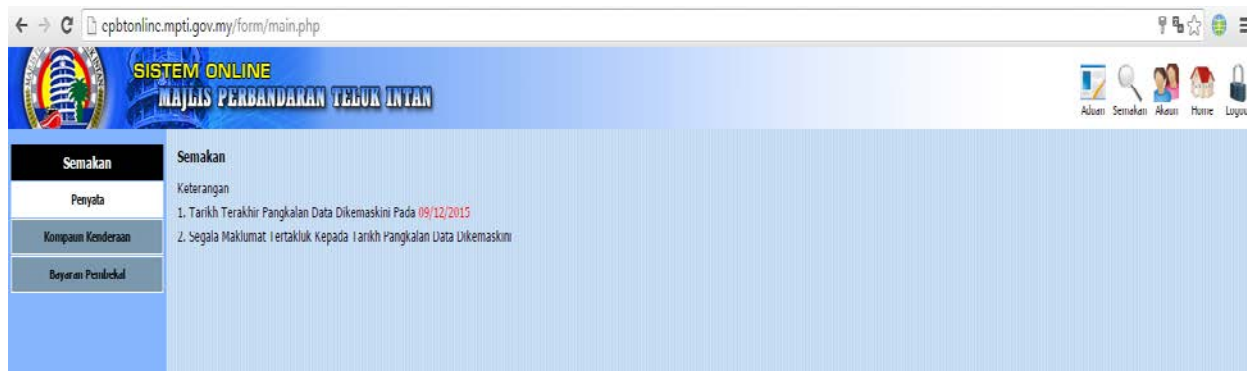 cpbtonlinc.mpti.gov.my/form/main.php
SISTEM ONLINE
MAJLIS PERBANDARAN TELUK INTAN
Aduan Semakan Akaun Home Logout
Semakan
Penyata
Kompaun Kenderaan
Bayaran Pembekal
Semakan
Keterangan
1. Tarikh Terakhir Pangkalan Data Dikemaskini Pada 09/12/2015
2. Segala Maklumat Tertakluk Kepada Tarikh Pangkalan Data Dikemaskini